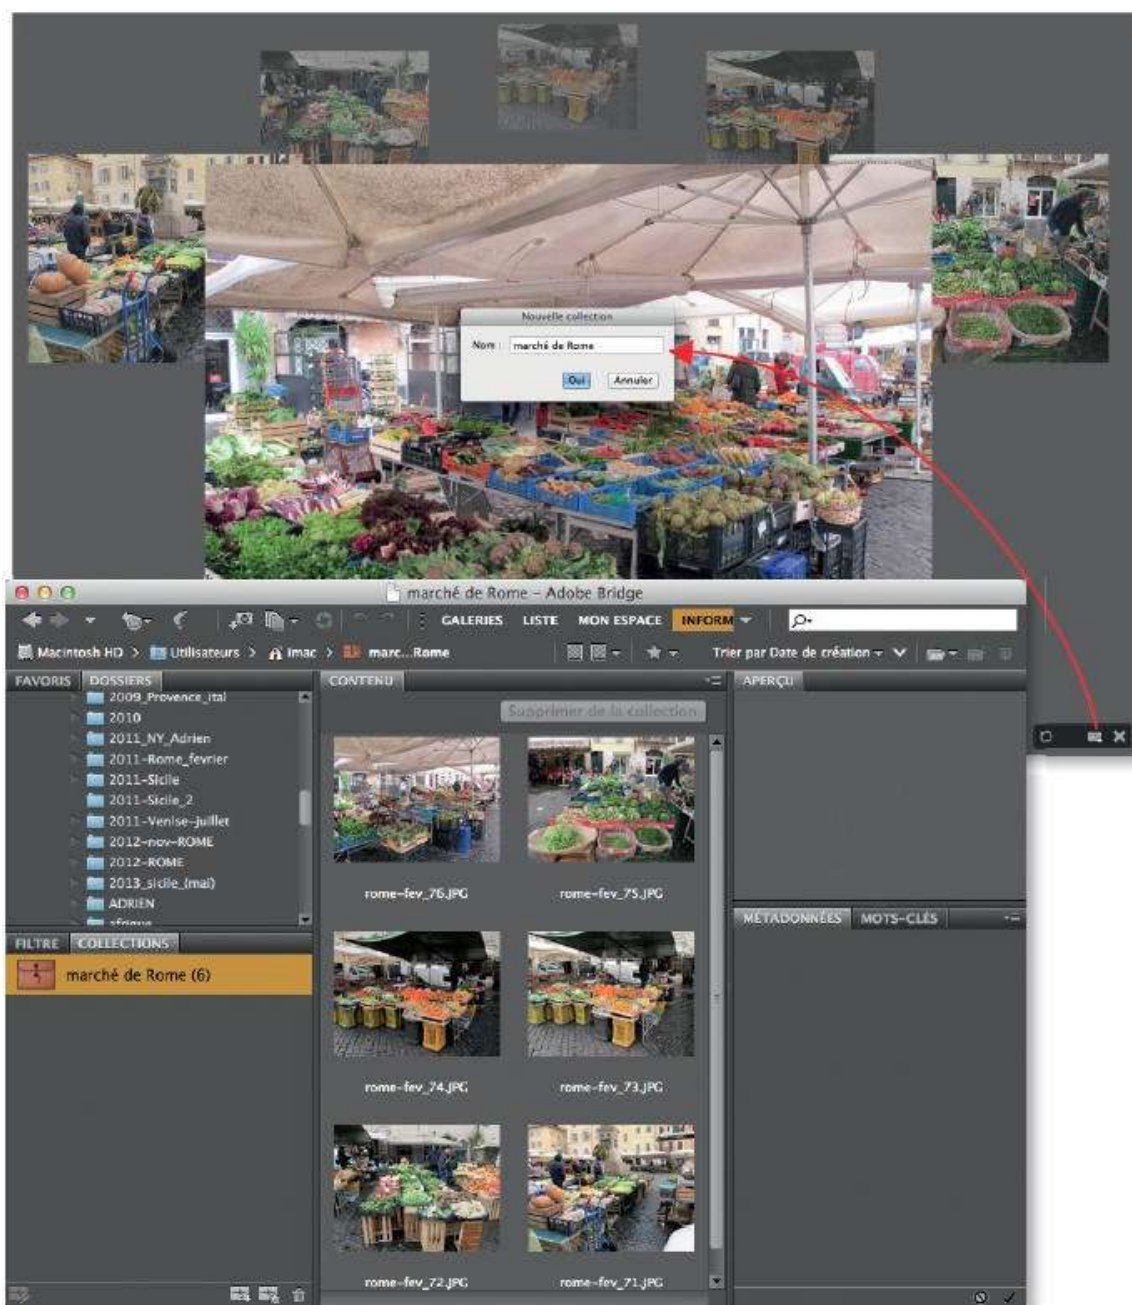 Nouvelle collection
Nom : marché de Rome
Oui Annuler
marché de Rome - Adobe Bridge
GALERIES LISTE MON ESPACE INFORM
Macintosh HD > Utilisateurs > imac > marc...Rome
Trier par Date de création
FAVORIS DOSSIERS
2009_Provence_ital
2010
2011_NY_Adrien
2011-Rome_fevrier
2011-Sicile
2011-Sicile_2
2011-Venise-juillet
2012-nov-ROME
2012-ROME
2013_sicile_(mai)
ADRIEN
afrique
FILTRE COLLECTIONS
marché de Rome (6)
CONTENU
Supprimer de la collection
rome-fev_76.JPG rome-fev_75.JPG
rome-fev_74.JPG rome-fev_73.JPG
rome-fev_72.JPG rome-fev_71.JPG
APERÇU
MÉTADONNÉES MOTS-CLÉS